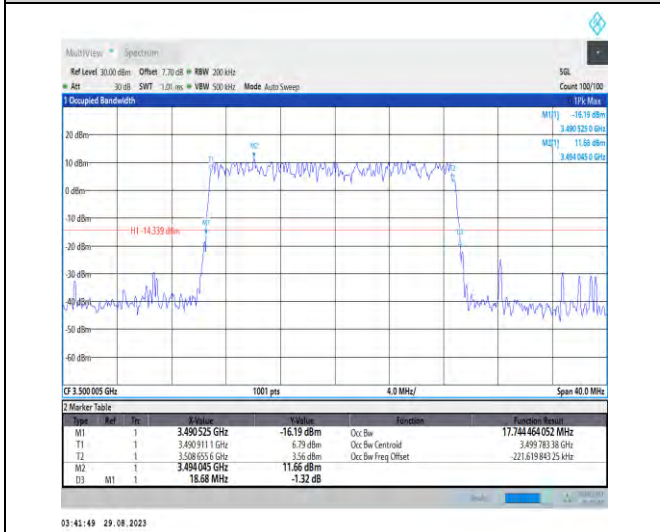 MultiView Spectrum
Ref Level 30.00 dBm Offset 7.70 dB RBW 200 kHz SGL
Att 30 dB SWT 1.01 ms VBW 500 kHz Mode Auto Sweep Count 100/100
1 Occupied Bandwidth 1Pk Max
M1[1] -16.19 dBm
3.490 525 0 GHz
M2[1] 11.66 dBm
3.494 045 0 GHz
20 dBm
M2
T1
T2
10 dBm
0 dBm
-10 dBm
M1
H1 -14.339 dBm
D3
-20 dBm
-30 dBm
-40 dBm
-50 dBm
-60 dBm
CF 3.500 005 GHz 1001 pts 4.0 MHz/ Span 40.0 MHz
2 Marker Table
Type Ref Trc X-Value Y-Value Function Function Result
M1 1 3.490 525 GHz -16.19 dBm Occ Bw 17.744 464 052 MHz
T1 1 3.490 911 1 GHz 6.79 dBm Occ Bw Centroid 3.499 783 38 GHz
T2 1 3.508 655 6 GHz 3.56 dBm Occ Bw Freq Offset -221.619 843 25 kHz
M2 1 3.494 045 GHz 11.66 dBm
D3 M1 1 18.68 MHz -1.32 dB
03:41:49 29.08.2023